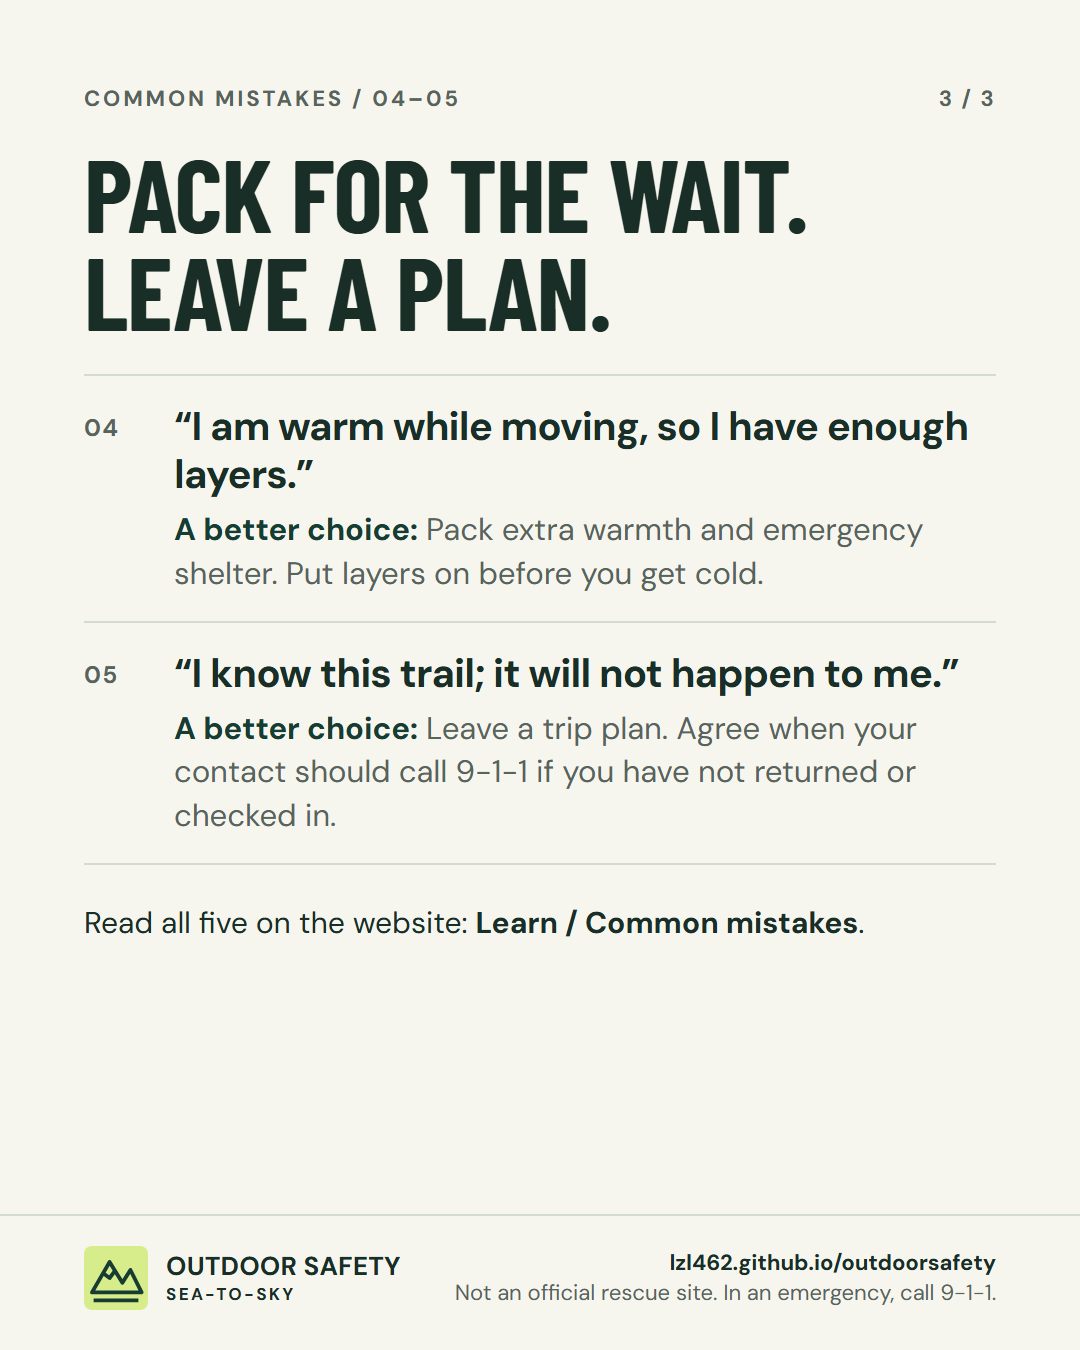 COMMON MISTAKES / 04–05
3 / 3
PACK FOR THE WAIT.
LEAVE A PLAN.
04
“I am warm while moving, so I have enough
layers.”
A better choice: Pack extra warmth and emergency
shelter. Put layers on before you get cold.
05
“I know this trail; it will not happen to me.”
A better choice: Leave a trip plan. Agree when your
contact should call 9-1-1 if you have not returned or
checked in.
Read all five on the website: Learn / Common mistakes.
OUTDOOR SAFETY
SEA-TO-SKY
lzl462.github.io/outdoorsafety
Not an official rescue site. In an emergency, call 9-1-1.